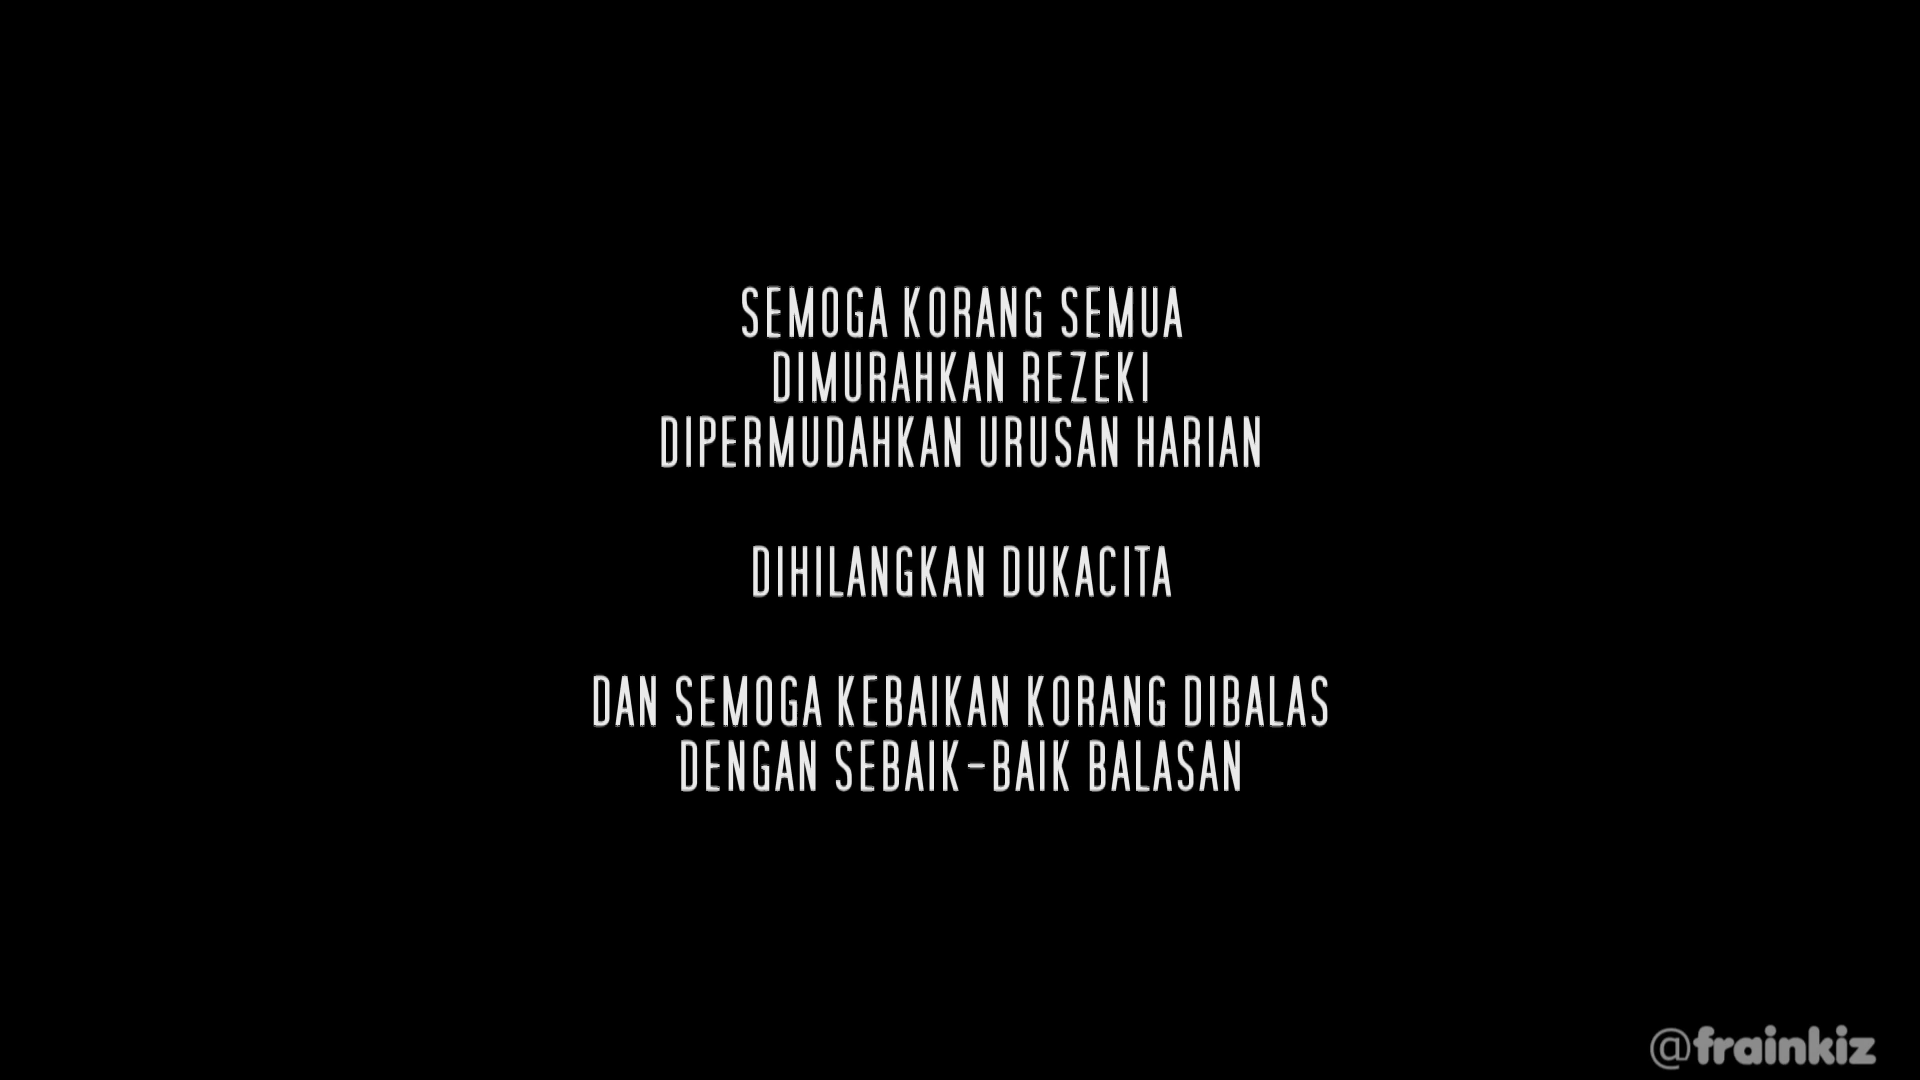 SEMOGA KORANG SEMUA
DIMURAHKAN REZEKI
DIPERMUDAHKAN URUSAN HARIAN
DIHILANGKAN DUKACITA
DAN SEMOGA KEBAIKAN KORANG DIBALAS
DENGAN SEBAIK-BAIK BALASAN
@frainkiz